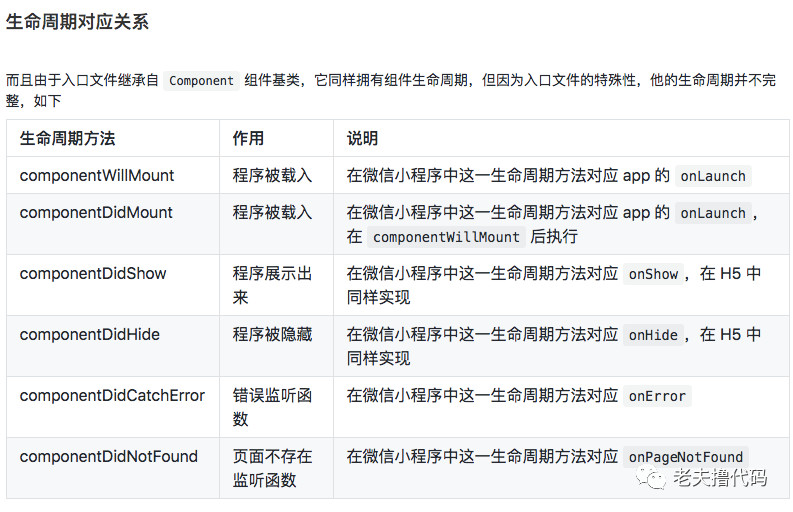 生命周期对应关系
而且由于入口文件继承自 Component 组件基类，它同样拥有组件生命周期，但因为入口文件的特殊性，他的生命周期并不完
整，如下
生命周期方法 作用 说明
componentWillMount 程序被载入 在微信小程序中这一生命周期方法对应 app 的 onLaunch
componentDidMount 程序被载入 在微信小程序中这一生命周期方法对应 app 的 onLaunch，
在 componentWillMount 后执行
componentDidShow 程序展示出 在微信小程序中这一生命周期方法对应 onShow，在 H5 中
来 同样实现
componentDidHide 程序被隐藏 在微信小程序中这一生命周期方法对应 onHide，在 H5 中
同样实现
componentDidCatchError 错误监听函 在微信小程序中这一生命周期方法对应 onError
数
componentDidNotFound 页面不存在 在微信小程序中这一生命周期方法对应 onPageNotFound
监听函数
老夫撸代码